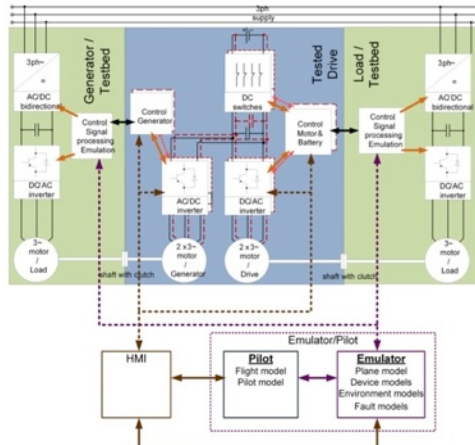 3ph
supply
Generator /
Testbed
Tested
Drive
Load /
Testbed
3ph~
=
AC/DC
bidirectional
Control
Signal
processing
Emulation
DC/AC
inverter
3~
motor
/
Load
shaft with clutch
Control
Generator
AC/DC
inverter
2 x3~
motor
/
Generator
DC
switches
Control
Motor &
Battery
DC/AC
inverter
2 x3~
motor
/
Drive
shaft with clutch
Control
Signal
processing
Emulation
3ph~
=
AC/DC
bidirectional
DC/AC
inverter
3~
motor
/
Load
Emulator/Pilot
HMI
Pilot
Flight model
Pilot model
Emulator
Plane model
Device models
Environment models
Fault models